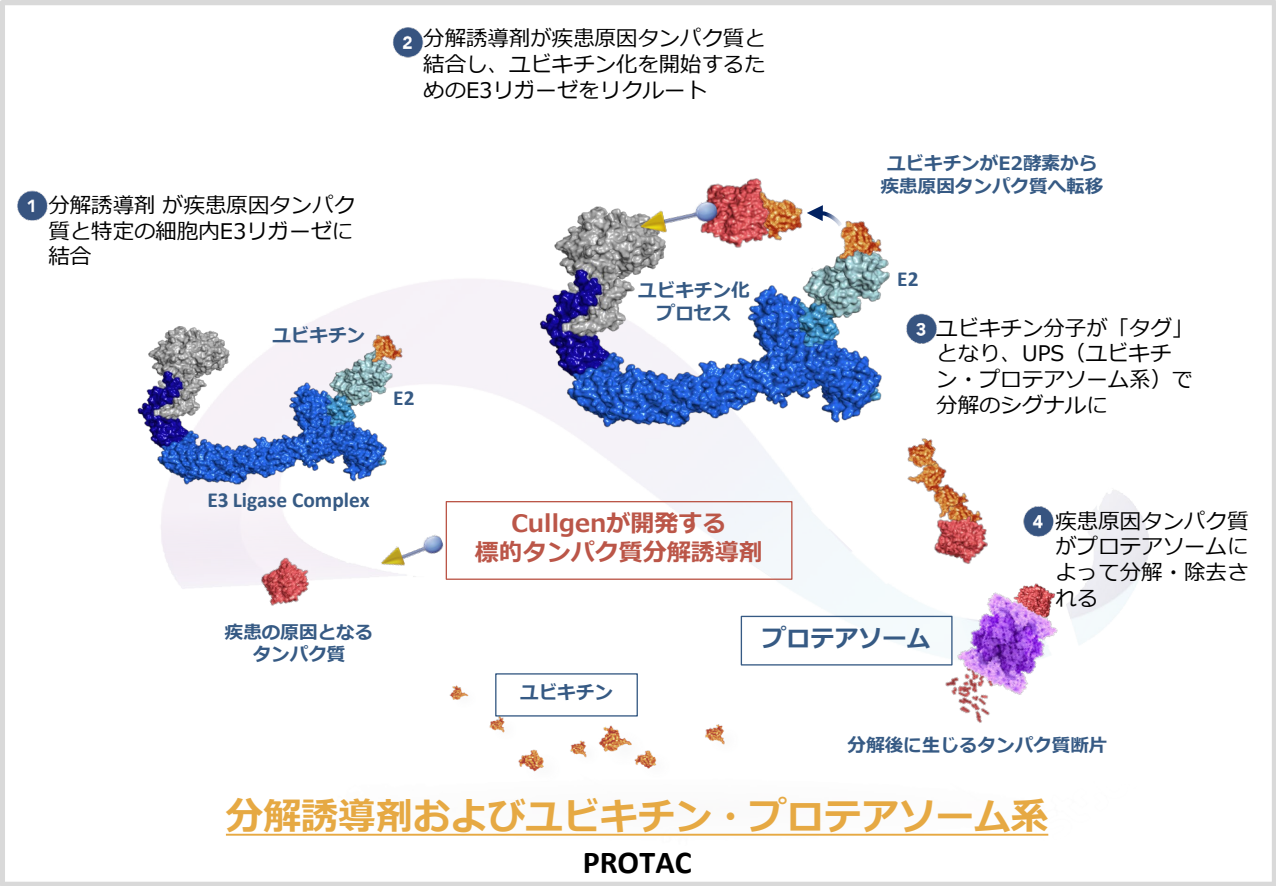 2 分解誘導剤が疾患原因タンパク質と
結合し、ユビキチン化を開始するた
めのE3リガーゼをリクルート
ユビキチンがE2酵素から
疾患原因タンパク質へ転移
1 分解誘導剤 が疾患原因タンパク
質と特定の細胞内E3リガーゼに
結合
E2
ユビキチン化
プロセス
3 ユビキチン分子が「タグ」
となり、UPS（ユビキチ
ン・プロテアソーム系）で
分解のシグナルに
ユビキチン
E2
E3 Ligase Complex
Cullgenが開発する
標的タンパク質分解誘導剤
4 疾患原因タンパク質
がプロテアソームに
よって分解・除去さ
れる
疾患の原因となる
タンパク質
プロテアソーム
ユビキチン
分解後に生じるタンパク質断片
分解誘導剤およびユビキチン・プロテアソーム系
PROTAC